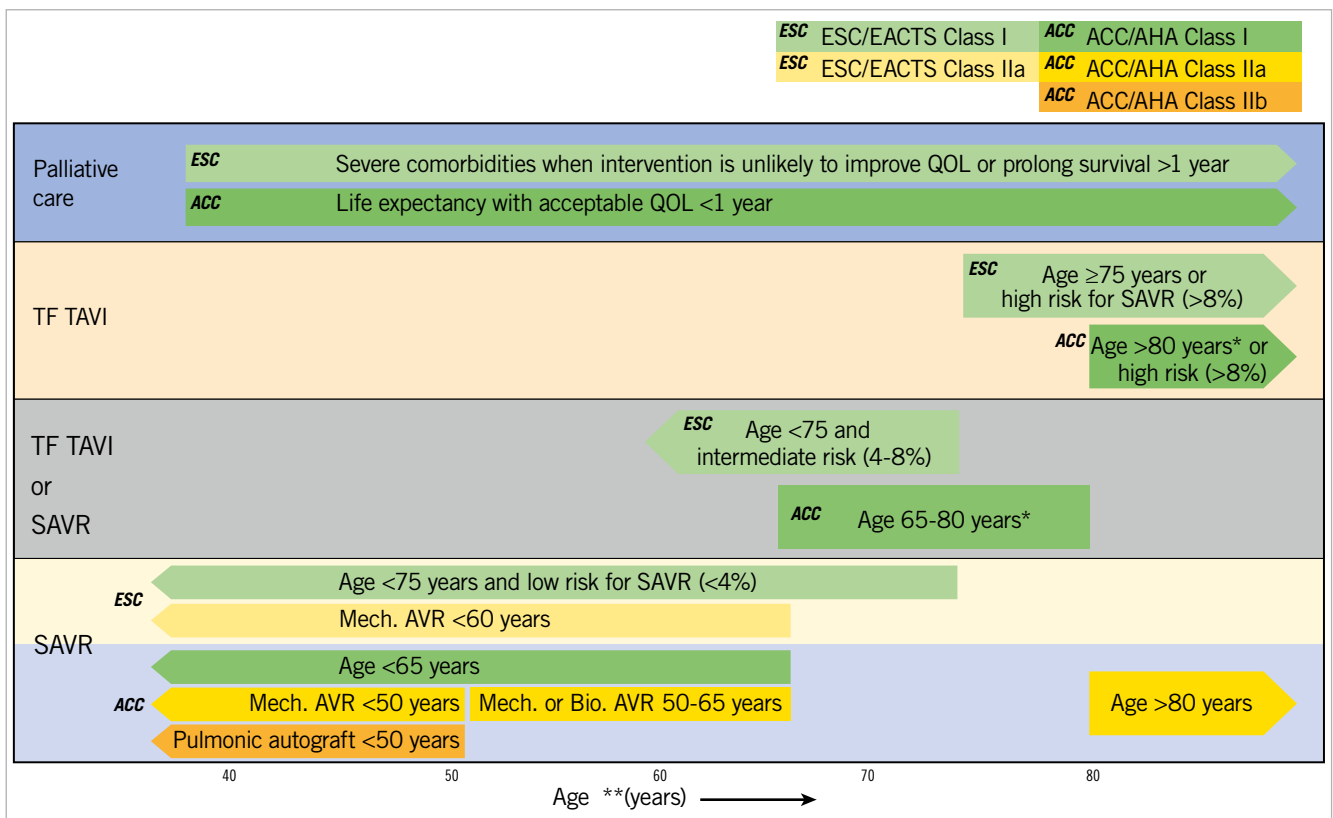 ESC ESC/EACTS Class I ACC ACC/AHA Class I
ESC ESC/EACTS Class IIa ACC ACC/AHA Class IIa
ACC ACC/AHA Class IIb
Palliative
care
ESC Severe comorbidities when intervention is unlikely to improve QOL or prolong survival >1 year
ACC Life expectancy with acceptable QOL <1 year
TF TAVI
ESC Age ≥75 years or
high risk for SAVR (>8%)
ACC Age >80 years* or
high risk (>8%)
TF TAVI
or
SAVR
ESC Age <75 and
intermediate risk (4-8%)
ACC Age 65-80 years*
SAVR
ESC
Age <75 years and low risk for SAVR (<4%)
Mech. AVR <60 years
ACC
Age <65 years
Mech. AVR <50 years Mech. or Bio. AVR 50-65 years Age >80 years
Pulmonic autograft <50 years
40 50 60 70 80
Age **(years)